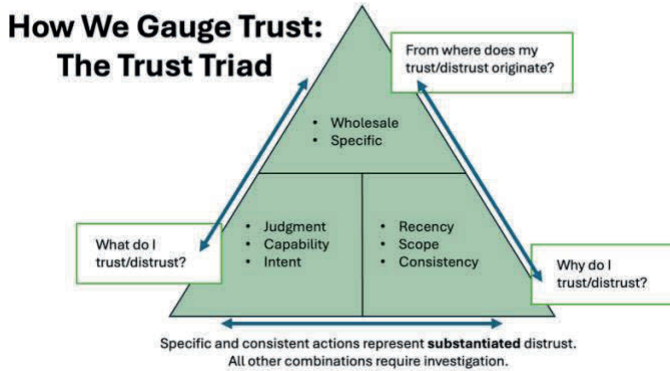 How We Gauge Trust:
The Trust Triad
From where does my
trust/distrust originate?
• Wholesale
• Specific
What do I
trust/distrust?
• Judgment
• Capability
• Intent
• Recency
• Scope
• Consistency
Why do I
trust/distrust?
Specific and consistent actions represent substantiated distrust.
All other combinations require investigation.